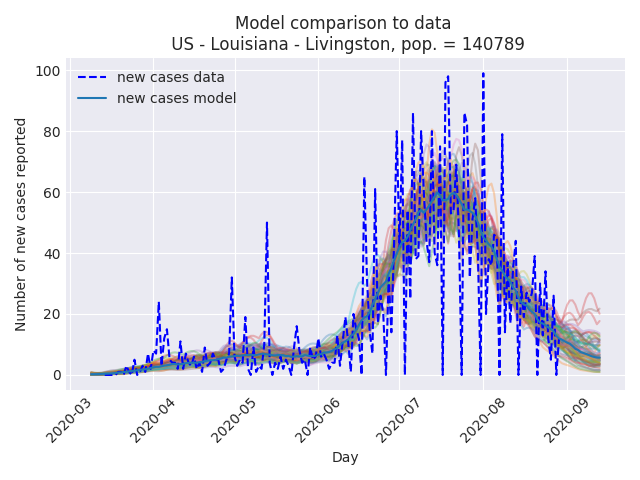 Model comparison to data
US - Louisiana - Livingston, pop. = 140789
100
80
60
40
20
0
Number of new cases reported
new cases data
new cases model
2020-03
2020-04
2020-05
2020-06
2020-07
2020-08
2020-09
Day